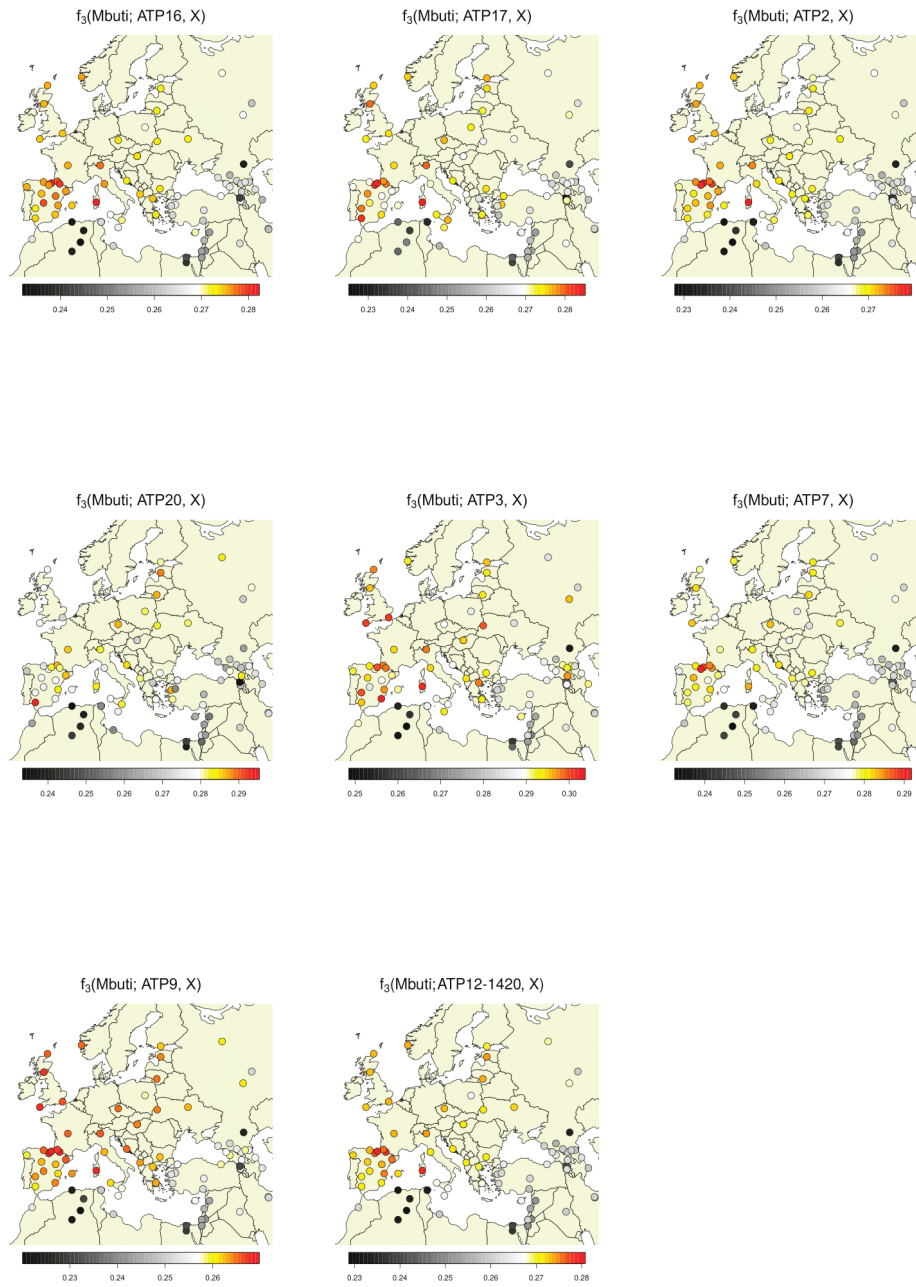 f3(Mbuti; ATP16, X)
f3(Mbuti; ATP17, X)
f3(Mbuti; ATP2, X)
0.24 0.25 0.26 0.27 0.28
0.23 0.24 0.25 0.26 0.27 0.28
0.23 0.24 0.25 0.26 0.27
f3(Mbuti; ATP20, X)
f3(Mbuti; ATP3, X)
f3(Mbuti; ATP7, X)
0.24 0.25 0.26 0.27 0.28 0.29
0.25 0.26 0.27 0.28 0.29 0.30
0.24 0.25 0.26 0.27 0.28 0.29
f3(Mbuti; ATP9, X)
f3(Mbuti;ATP12-1420, X)
0.23 0.24 0.25 0.26
0.23 0.24 0.25 0.26 0.27 0.28